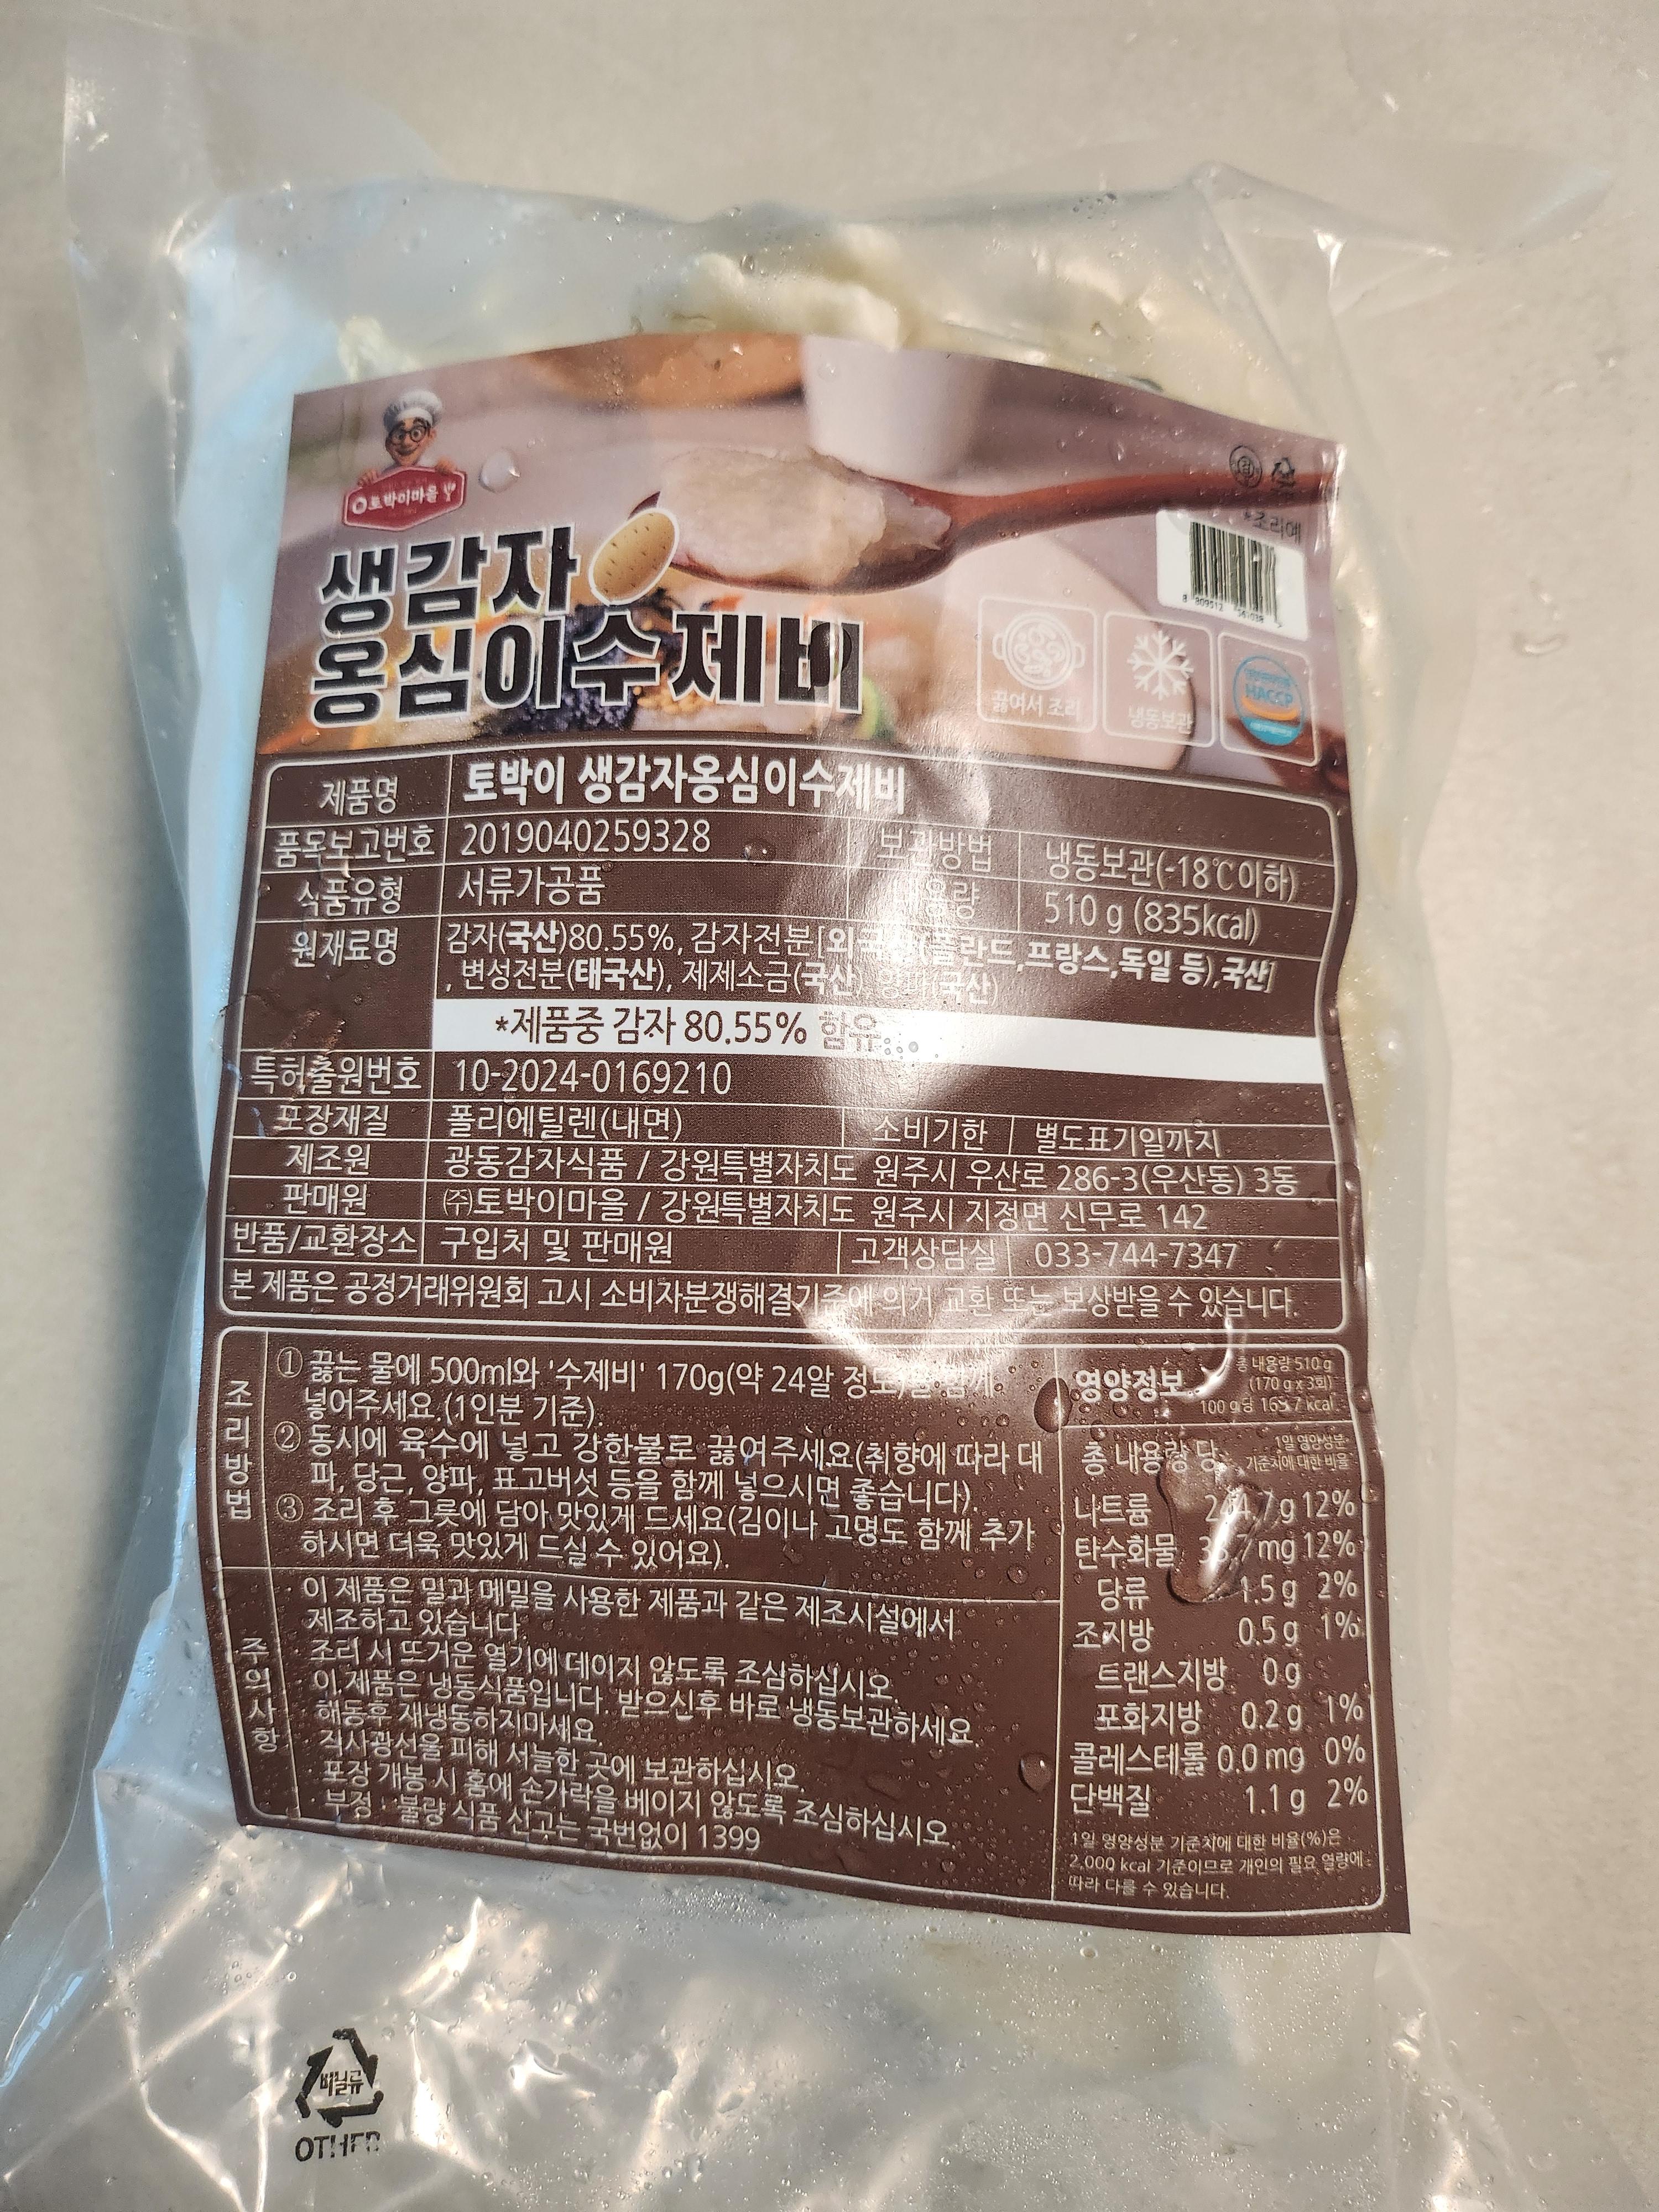 토박이마을
*조리예
생감자
옹심이수제비
8 809512 561038
끓여서 조리
냉동보관
HACCP
제품명 토박이 생감자옹심이수제비
품목보고번호 2019040259328 보관방법 냉동보관(-18℃이하)
식품유형 서류가공품 510 g (835kcal)
원재료명 감자(국산)80.55%, 감자전분[외국산(폴란드,프랑스,독일 등),국산]
, 변성전분(태국산), 제제소금(국산) 국산)
*제품중 감자 80.55% 함유
특허출원번호 10-2024-0169210
포장재질 폴리에틸렌(내면) 소비기한 별도표기일까지
제조원 광동감자식품 / 강원특별자치도 원주시 우산로 286-3(우산동) 3동
판매원 ㈜토박이마을 / 강원특별자치도 원주시 지정면 신무로 142
반품/교환장소 구입처 및 판매원 고객상담실 033-744-7347
본 제품은 공정거래위원회 고시 소비자분쟁해결기준에 의거 교환 또는 보상받을 수 있습니다.
조리방법
① 끓는 물에 500ml와 '수제비' 170g(약 24알 정도)을 함께
넣어주세요.(1인분 기준).
② 동시에 육수에 넣고 강한불로 끓여주세요(취향에 따라 대
파, 당근, 양파, 표고버섯 등을 함께 넣으시면 좋습니다).
③ 조리 후 그릇에 담아 맛있게 드세요(김이나 고명도 함께 추가
하시면 더욱 맛있게 드실 수 있어요).
주의사항
이 제품은 밀과 메밀을 사용한 제품과 같은 제조시설에서
제조하고 있습니다.
조리 시 뜨거운 열기에 데이지 않도록 조심하십시오.
이 제품은 냉동식품입니다. 받으신후 바로 냉동보관하세요.
해동후 재냉동하지마세요.
직사광선을 피해 서늘한 곳에 보관하십시오.
포장 개봉 시 홈에 손가락을 베이지 않도록 조심하십시오.
부정·불량 식품 신고는 국번없이 1399
영양정보
총 내용량 510 g
(170 g x 3회)
100 g당 kcal
총 내용량 당
1일 영양성분
기준치에 대한 비율
나트륨 12%
탄수화물 mg 12%
당류 1.5 g 2%
조지방 0.5 g 1%
트랜스지방 0 g
포화지방 0.2 g 1%
콜레스테롤 0.0 mg 0%
단백질 1.1 g 2%
1일 영양성분 기준치에 대한 비율(%)은
2,000 kcal 기준이므로 개인의 필요 열량에
따라 다를 수 있습니다.
비닐류
OTHER